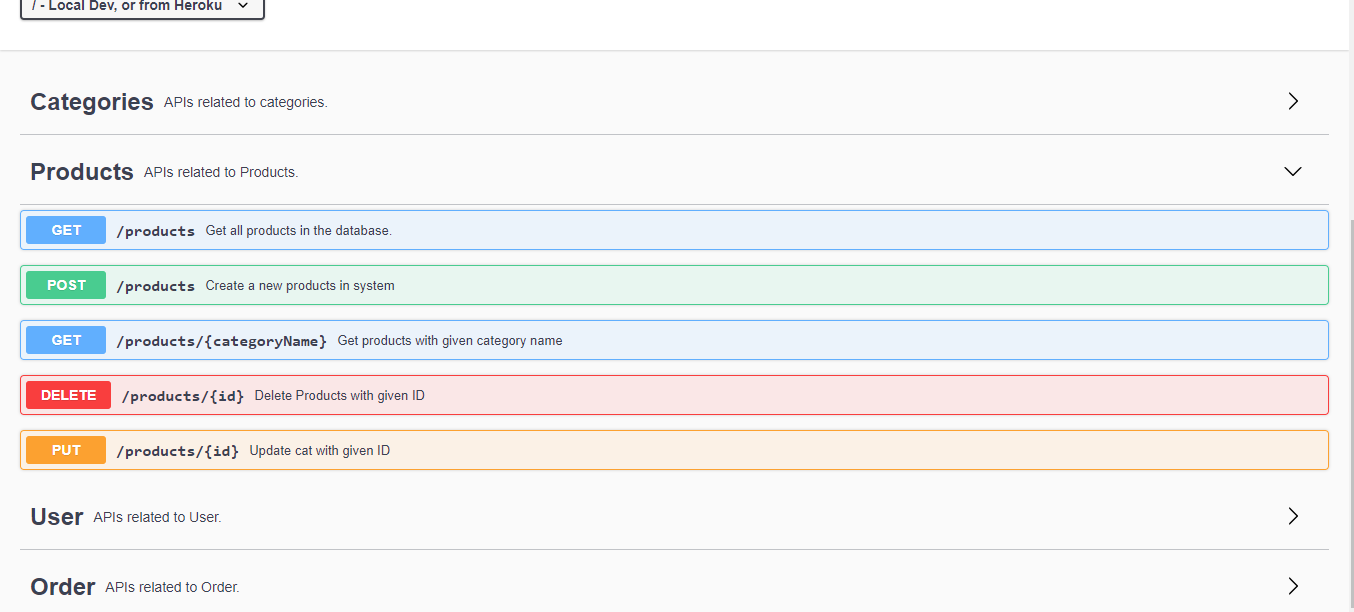 / - Local Dev, or from Heroku
Categories APIs related to categories.
Products APIs related to Products.
GET /products Get all products in the database.
POST /products Create a new products in system
GET /products/{categoryName} Get products with given category name
DELETE /products/{id} Delete Products with given ID
PUT /products/{id} Update cat with given ID
User APIs related to User.
Order APIs related to Order.